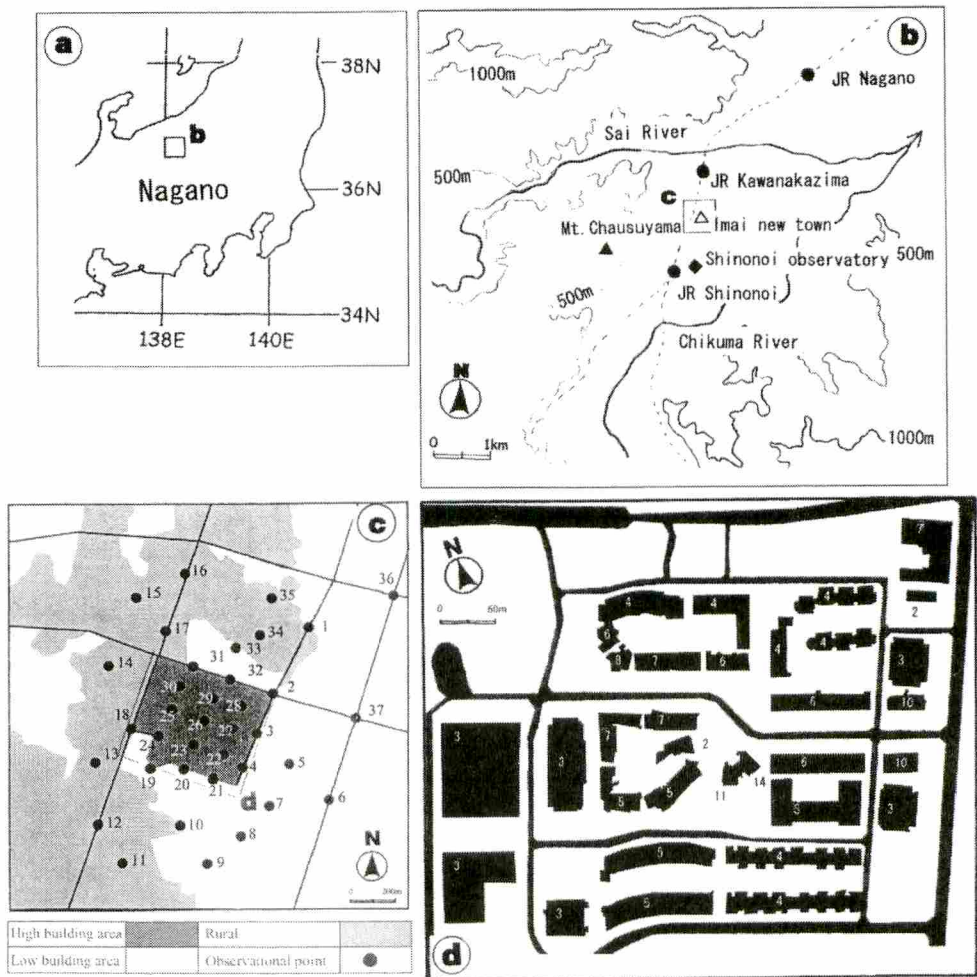 a
38N
b
Nagano
36N
34N
138E 140E
b
1000m
JR Nagano
Sai River
500m
JR Kawanakazima
c
Mt. Chausuyama
Imai new town
Shinonoi observatory
500m
500m
JR Shinonoi
Chikuma River
N
0 1km
1000m
c
16
36
15
35
1
17
34
33
14
31
32
30
29
28
2
37
25
26
27
3
18
24
23
22
13
19
20
21
4
5
d
7
6
12
10
8
11
9
N
0 200m
High building area Rural
Low building area Observational point
N
0 60m
7
2
4 4 4
6
4
4
3
7 6
6
10
3
3
7
7
2
11
14
6
10
5
5
3
3
5
4
3
5
4
d